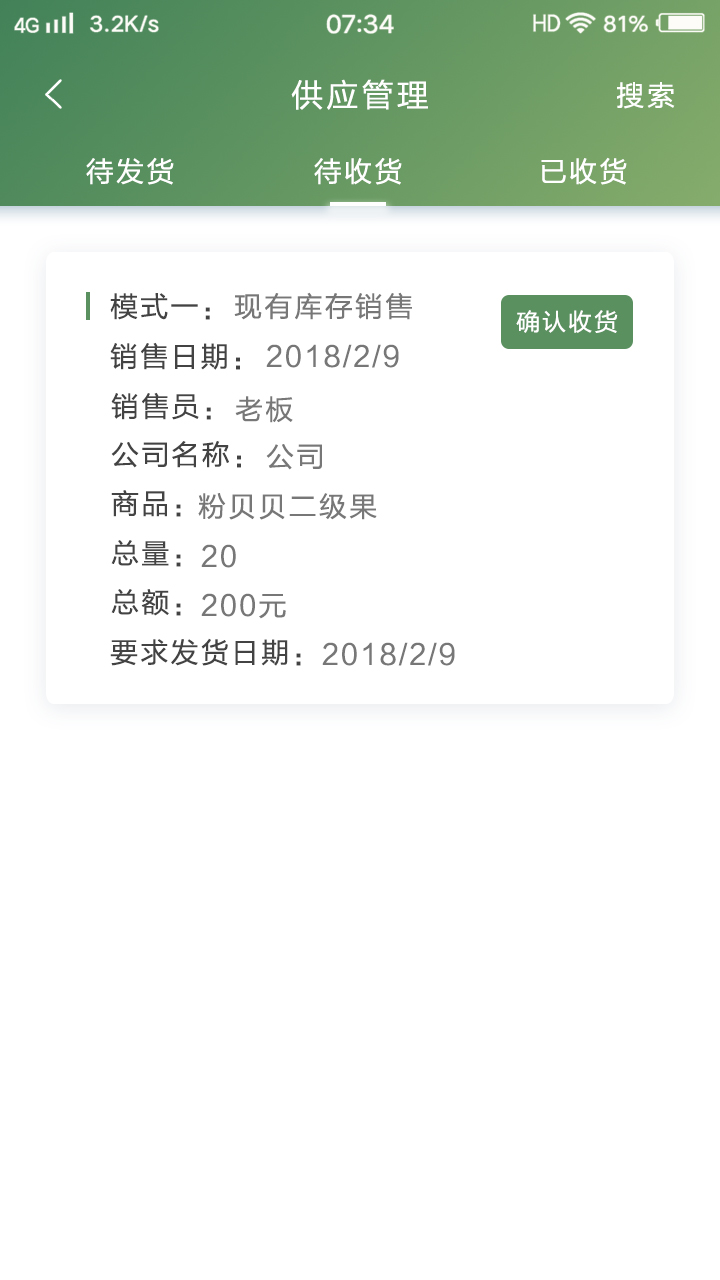 4G 3.2K/s 07:34 HD 81%
供应管理 搜索
待发货 待收货 已收货
模式一：现有库存销售 确认收货
销售日期：2018/2/9
销售员：老板
公司名称：公司
商品：粉贝贝二级果
总量：20
总额：200元
要求发货日期：2018/2/9